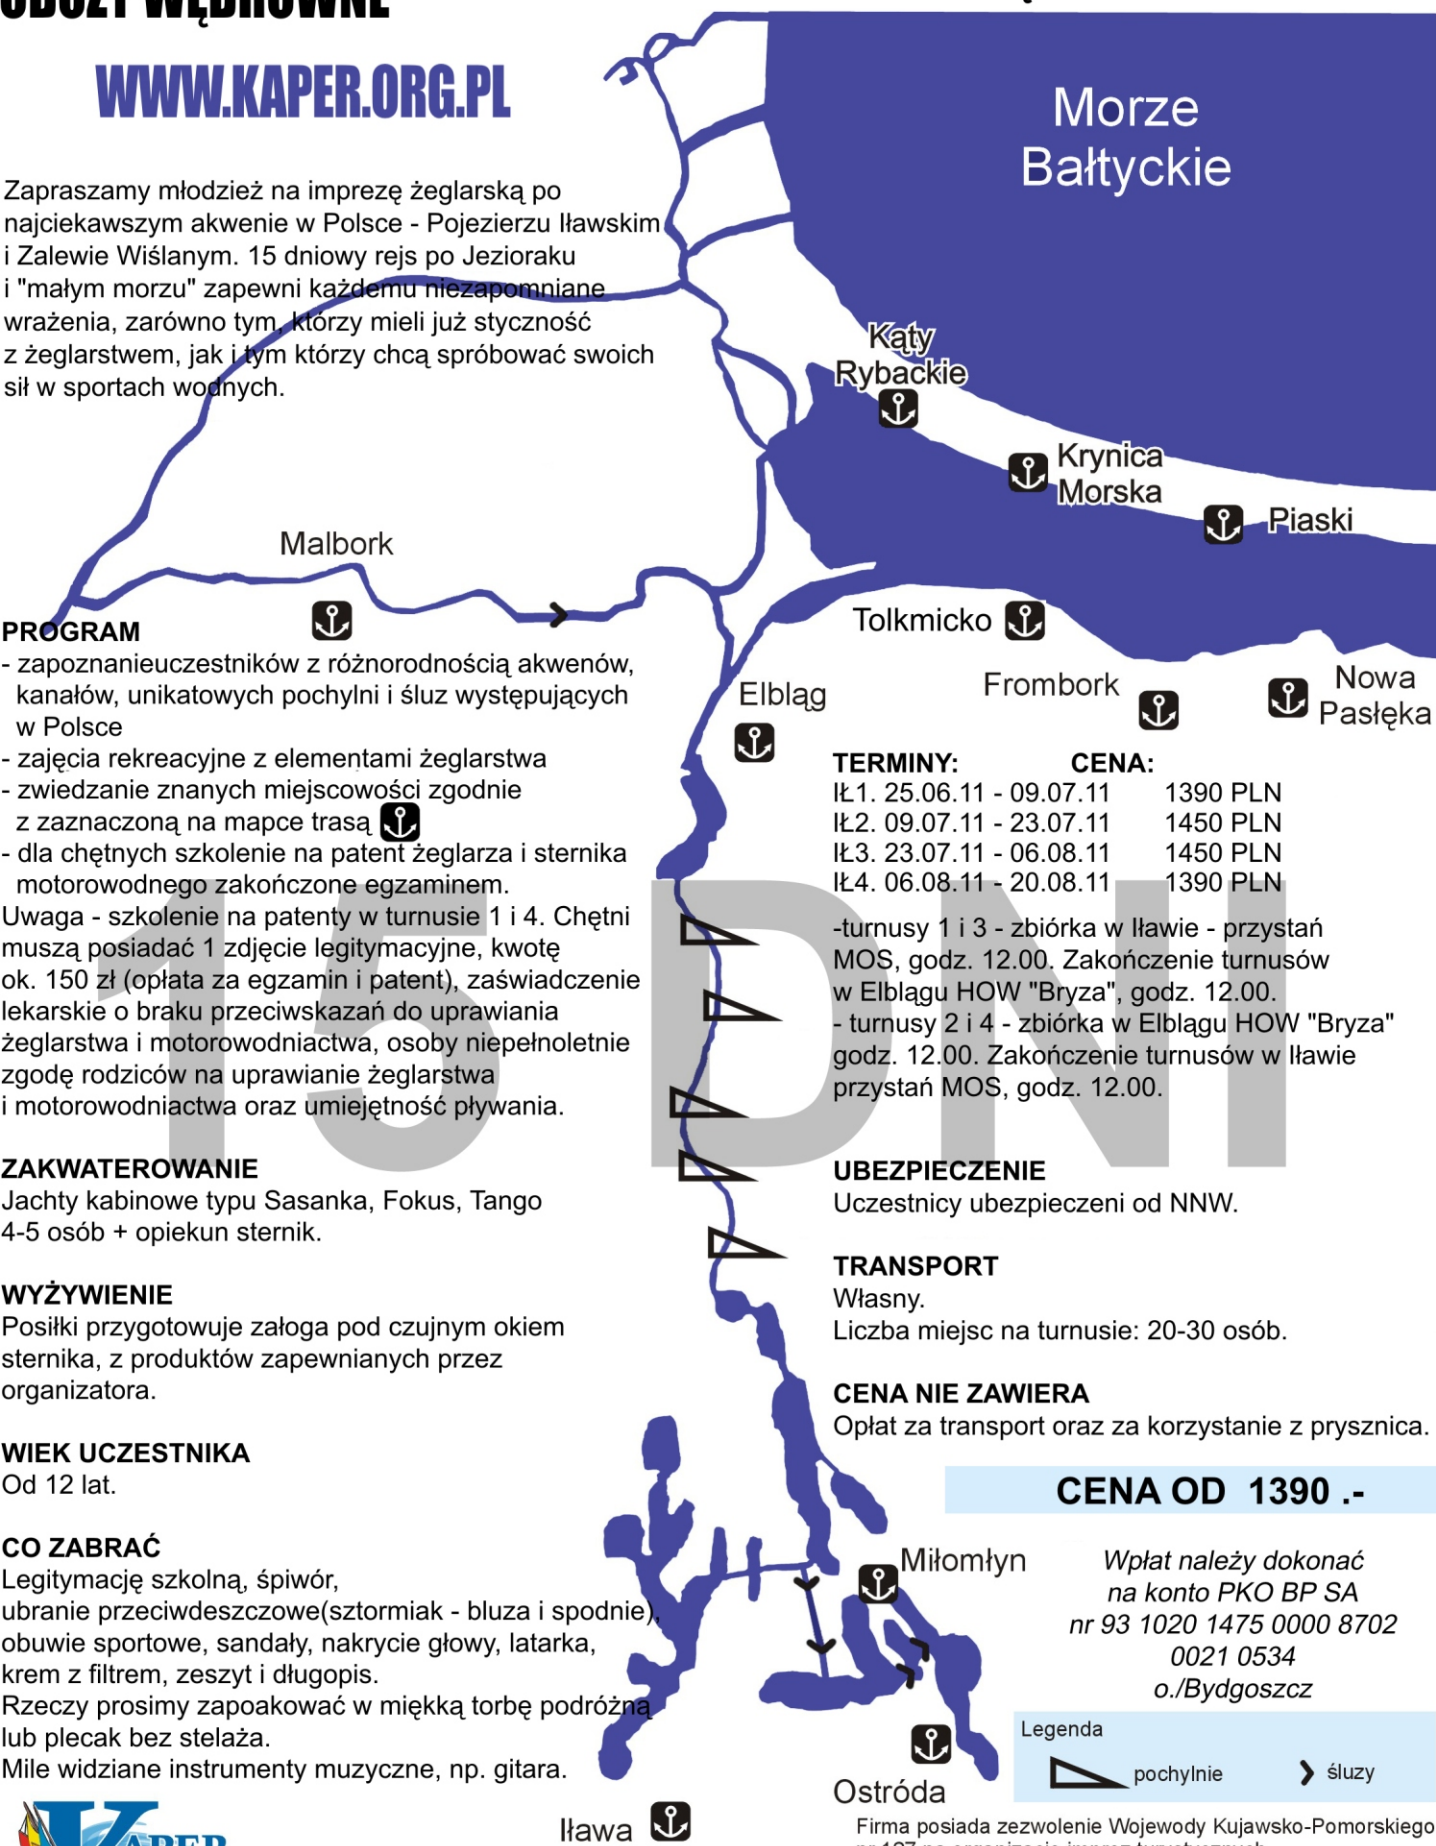 OBOZY WĘDROWNE
WWW.KAPER.ORG.PL
Zapraszamy młodzież na imprezę żeglarską po
najciekawszym akwenie w Polsce - Pojezierzu Iławskim
i Zalewie Wiślanym. 15 dniowy rejs po Jezioraku
i "małym morzu" zapewni każdemu niezapomniane
wrażenia, zarówno tym, którzy mieli już styczność
z żeglarstwem, jak i tym którzy chcą spróbować swoich
sił w sportach wodnych.
Morze
Bałtyckie
Kąty
Rybackie
Krynica
Morska
Piaski
Malbork
Tolkmicko
Frombork
Nowa
Pasłęka
Elbląg
PROGRAM
- zapoznanieuczestników z różnorodnością akwenów,
kanałów, unikatowych pochylni i śluz występujących
w Polsce
- zajęcia rekreacyjne z elementami żeglarstwa
- zwiedzanie znanych miejscowości zgodnie
z zaznaczoną na mapce trasą
- dla chętnych szkolenie na patent żeglarza i sternika
motorowodnego zakończone egzaminem.
Uwaga - szkolenie na patenty w turnusie 1 i 4. Chętni
muszą posiadać 1 zdjęcie legitymacyjne, kwotę
ok. 150 zł (opłata za egzamin i patent), zaświadczenie
lekarskie o braku przeciwskazań do uprawiania
żeglarstwa i motorowodniactwa, osoby niepełnoletnie
zgodę rodziców na uprawianie żeglarstwa
i motorowodniactwa oraz umiejętność pływania.
15 DNI
ZAKWATEROWANIE
Jachty kabinowe typu Sasanka, Fokus, Tango
4-5 osób + opiekun sternik.
WYŻYWIENIE
Posiłki przygotowuje załoga pod czujnym okiem
sternika, z produktów zapewnianych przez
organizatora.
WIEK UCZESTNIKA
Od 12 lat.
CO ZABRAĆ
Legitymację szkolną, śpiwór,
ubranie przeciwdeszczowe(sztormiak - bluza i spodnie),
obuwie sportowe, sandały, nakrycie głowy, latarka,
krem z filtrem, zeszyt i długopis.
Rzeczy prosimy zapoakować w miękką torbę podróżną
lub plecak bez stelaża.
Mile widziane instrumenty muzyczne, np. gitara.
KAPER
TERMINY: CENA:
IŁ1. 25.06.11 - 09.07.11 1390 PLN
IŁ2. 09.07.11 - 23.07.11 1450 PLN
IŁ3. 23.07.11 - 06.08.11 1450 PLN
IŁ4. 06.08.11 - 20.08.11 1390 PLN
-turnusy 1 i 3 - zbiórka w Iławie - przystań
MOS, godz. 12.00. Zakończenie turnusów
w Elblągu HOW "Bryza", godz. 12.00.
- turnusy 2 i 4 - zbiórka w Elblągu HOW "Bryza"
godz. 12.00. Zakończenie turnusów w Iławie
przystań MOS, godz. 12.00.
UBEZPIECZENIE
Uczestnicy ubezpieczeni od NNW.
TRANSPORT
Własny.
Liczba miejsc na turnusie: 20-30 osób.
CENA NIE ZAWIERA
Opłat za transport oraz za korzystanie z prysznica.
CENA OD 1390 .-
Miłomłyn
Wpłat należy dokonać
na konto PKO BP SA
nr 93 1020 1475 0000 8702
0021 0534
o./Bydgoszcz
Legenda
pochylnie śluzy
Ostróda
Iława
Firma posiada zezwolenie Wojewody Kujawsko-Pomorskiego
nr 127 na organizację imprez turystycznych